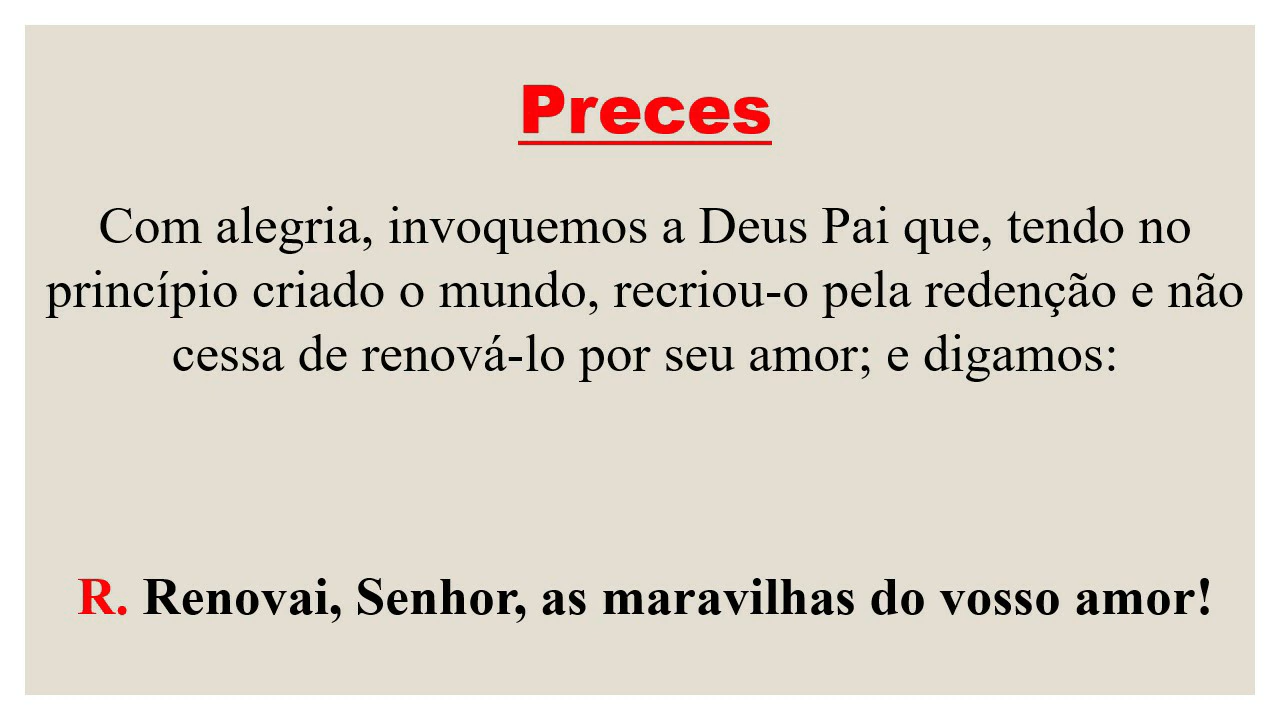 Preces
Com alegria, invoquemos a Deus Pai que, tendo no
princípio criado o mundo, recriou-o pela redenção e não
cessa de renová-lo por seu amor; e digamos:
R. Renovai, Senhor, as maravilhas do vosso amor!